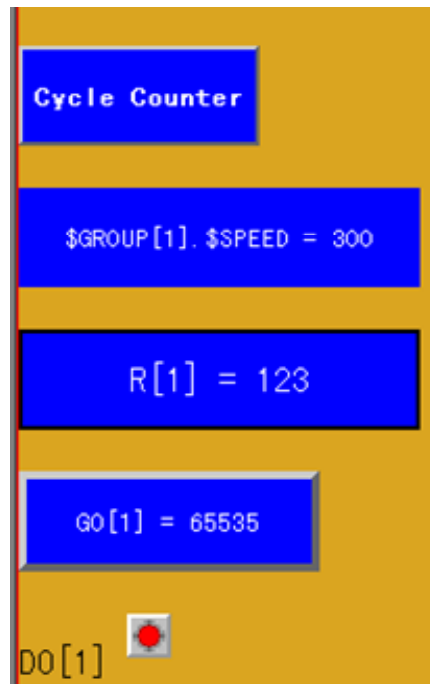 Cycle Counter
$GROUP[1].$SPEED = 300
R[1] = 123
GO[1] = 65535
DO[1]